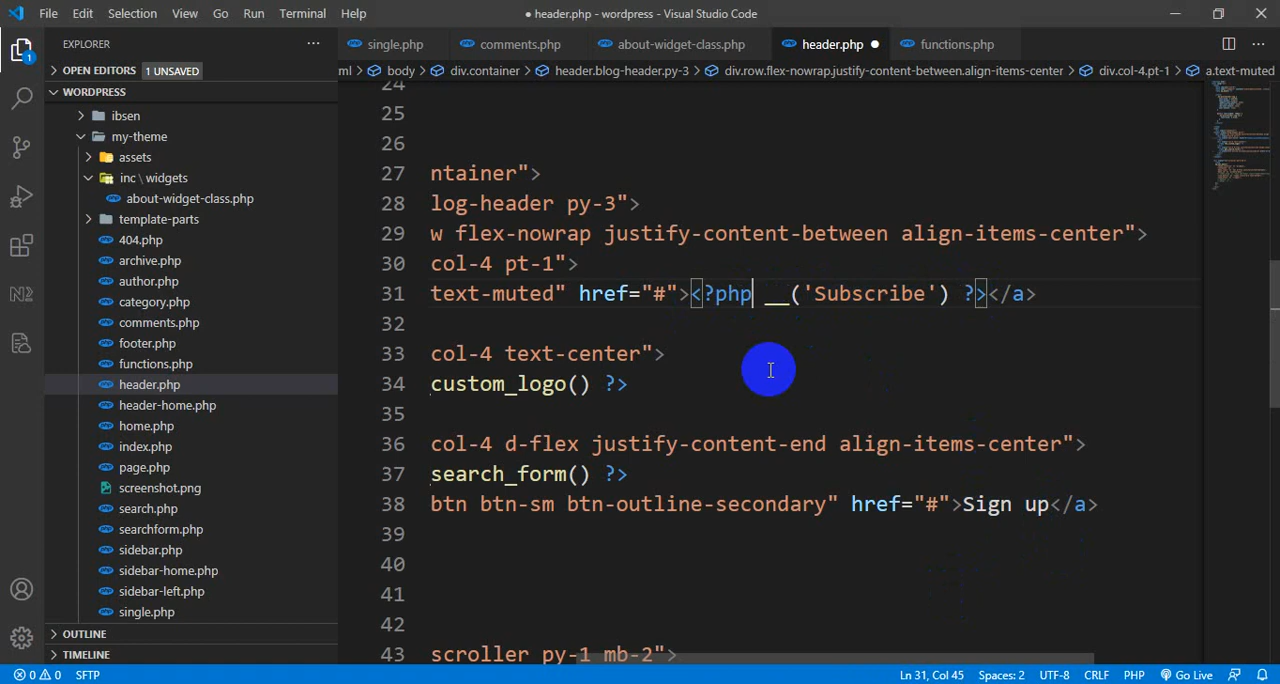 File Edit Selection View Go Run Terminal Help
● header.php - wordpress - Visual Studio Code
EXPLORER
single.php
comments.php
about-widget-class.php
header.php ●
functions.php
OPEN EDITORS 1 UNSAVED
ml > body > div.container > header.blog-header.py-3 > div.row.flex-nowrap.justify-content-between.align-items-center > div.col-4.pt-1 > a.text-muted
WORDPRESS
ibsen
my-theme
assets
inc \ widgets
about-widget-class.php
template-parts
404.php
archive.php
author.php
category.php
comments.php
footer.php
functions.php
header.php
header-home.php
home.php
index.php
page.php
screenshot.png
search.php
searchform.php
sidebar.php
sidebar-home.php
sidebar-left.php
single.php
OUTLINE
TIMELINE
24
25
26
27 ntainer">
28 log-header py-3">
29 w flex-nowrap justify-content-between align-items-center">
30 col-4 pt-1">
31 text-muted" href="#"><?php __('Subscribe') ?></a>
32
33 col-4 text-center">
34 custom_logo() ?>
35
36 col-4 d-flex justify-content-end align-items-center">
37 search_form() ?>
38 btn btn-sm btn-outline-secondary" href="#">Sign up</a>
39
40
41
42
43 scroller py-1 mb-2">
0 0 SFTP Ln 31, Col 45 Spaces: 2 UTF-8 CRLF PHP Go Live